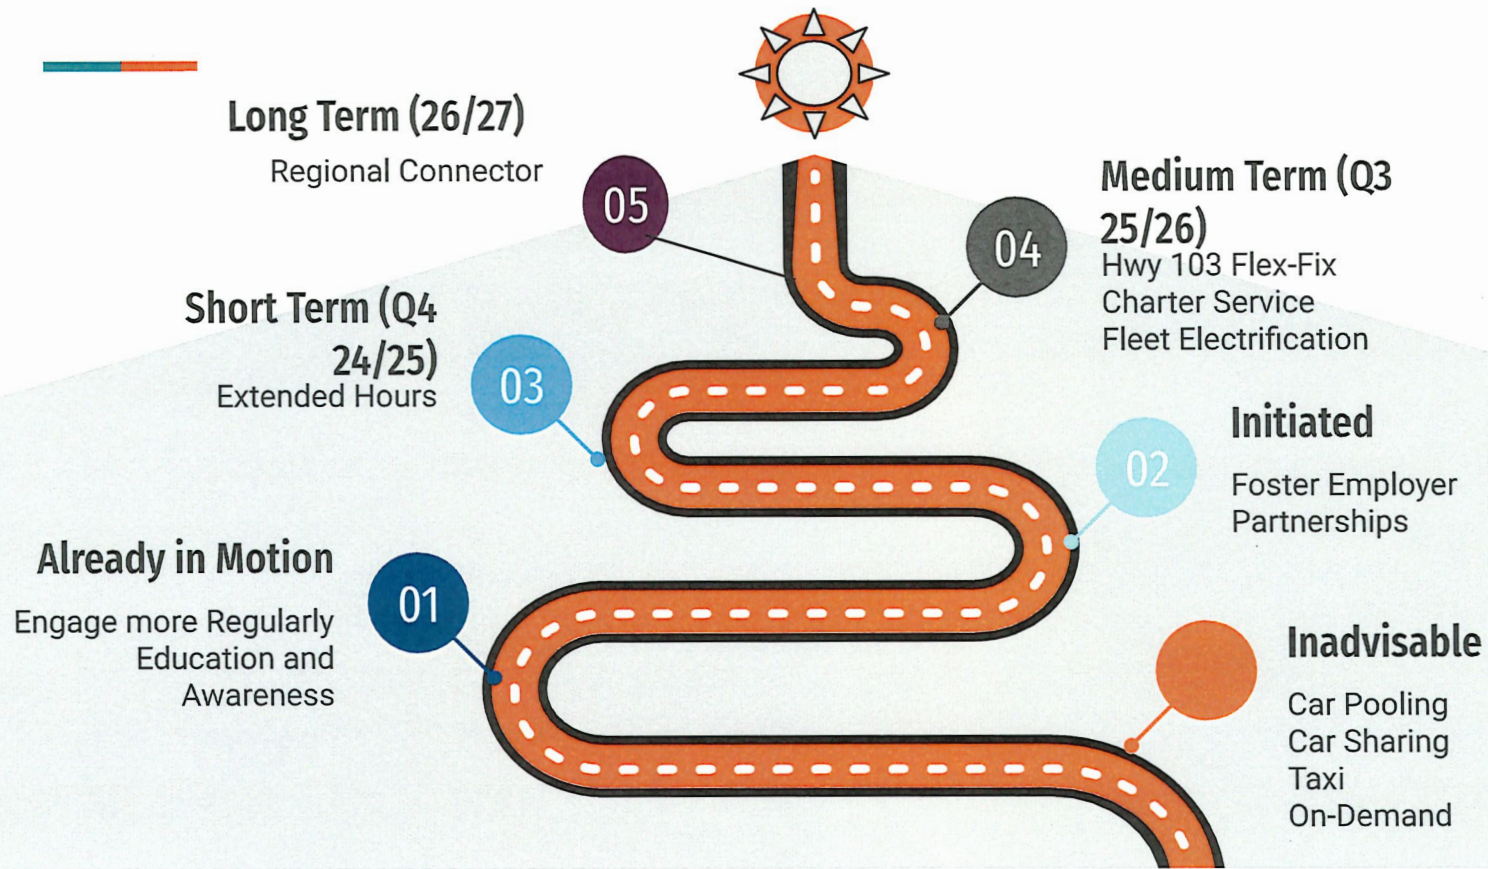 Long Term (26/27)
Regional Connector
05
Medium Term (Q3
25/26)
Hwy 103 Flex-Fix
Charter Service
Fleet Electrification
04
Short Term (Q4
24/25)
Extended Hours
03
Initiated
Foster Employer
Partnerships
02
Already in Motion
Engage more Regularly
Education and
Awareness
01
Inadvisable
Car Pooling
Car Sharing
Taxi
On-Demand